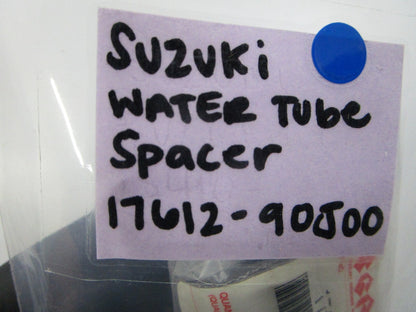 SUZUKi
WATER TUBe
Spacer
17612-90J00